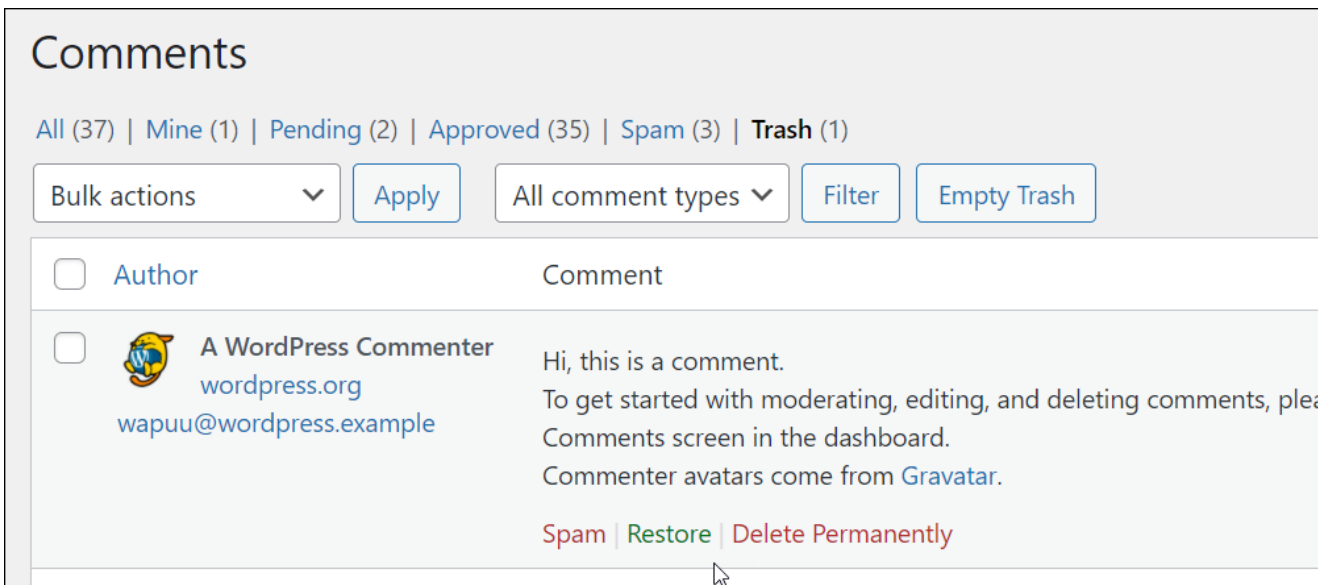 Comments
All (37) | Mine (1) | Pending (2) | Approved (35) | Spam (3) | Trash (1)
Bulk actions Apply All comment types Filter Empty Trash
Author Comment
A WordPress Commenter
wordpress.org
wapuu@wordpress.example
Hi, this is a comment.
To get started with moderating, editing, and deleting comments,
Comments screen in the dashboard.
Commenter avatars come from Gravatar.
Spam | Restore | Delete Permanently